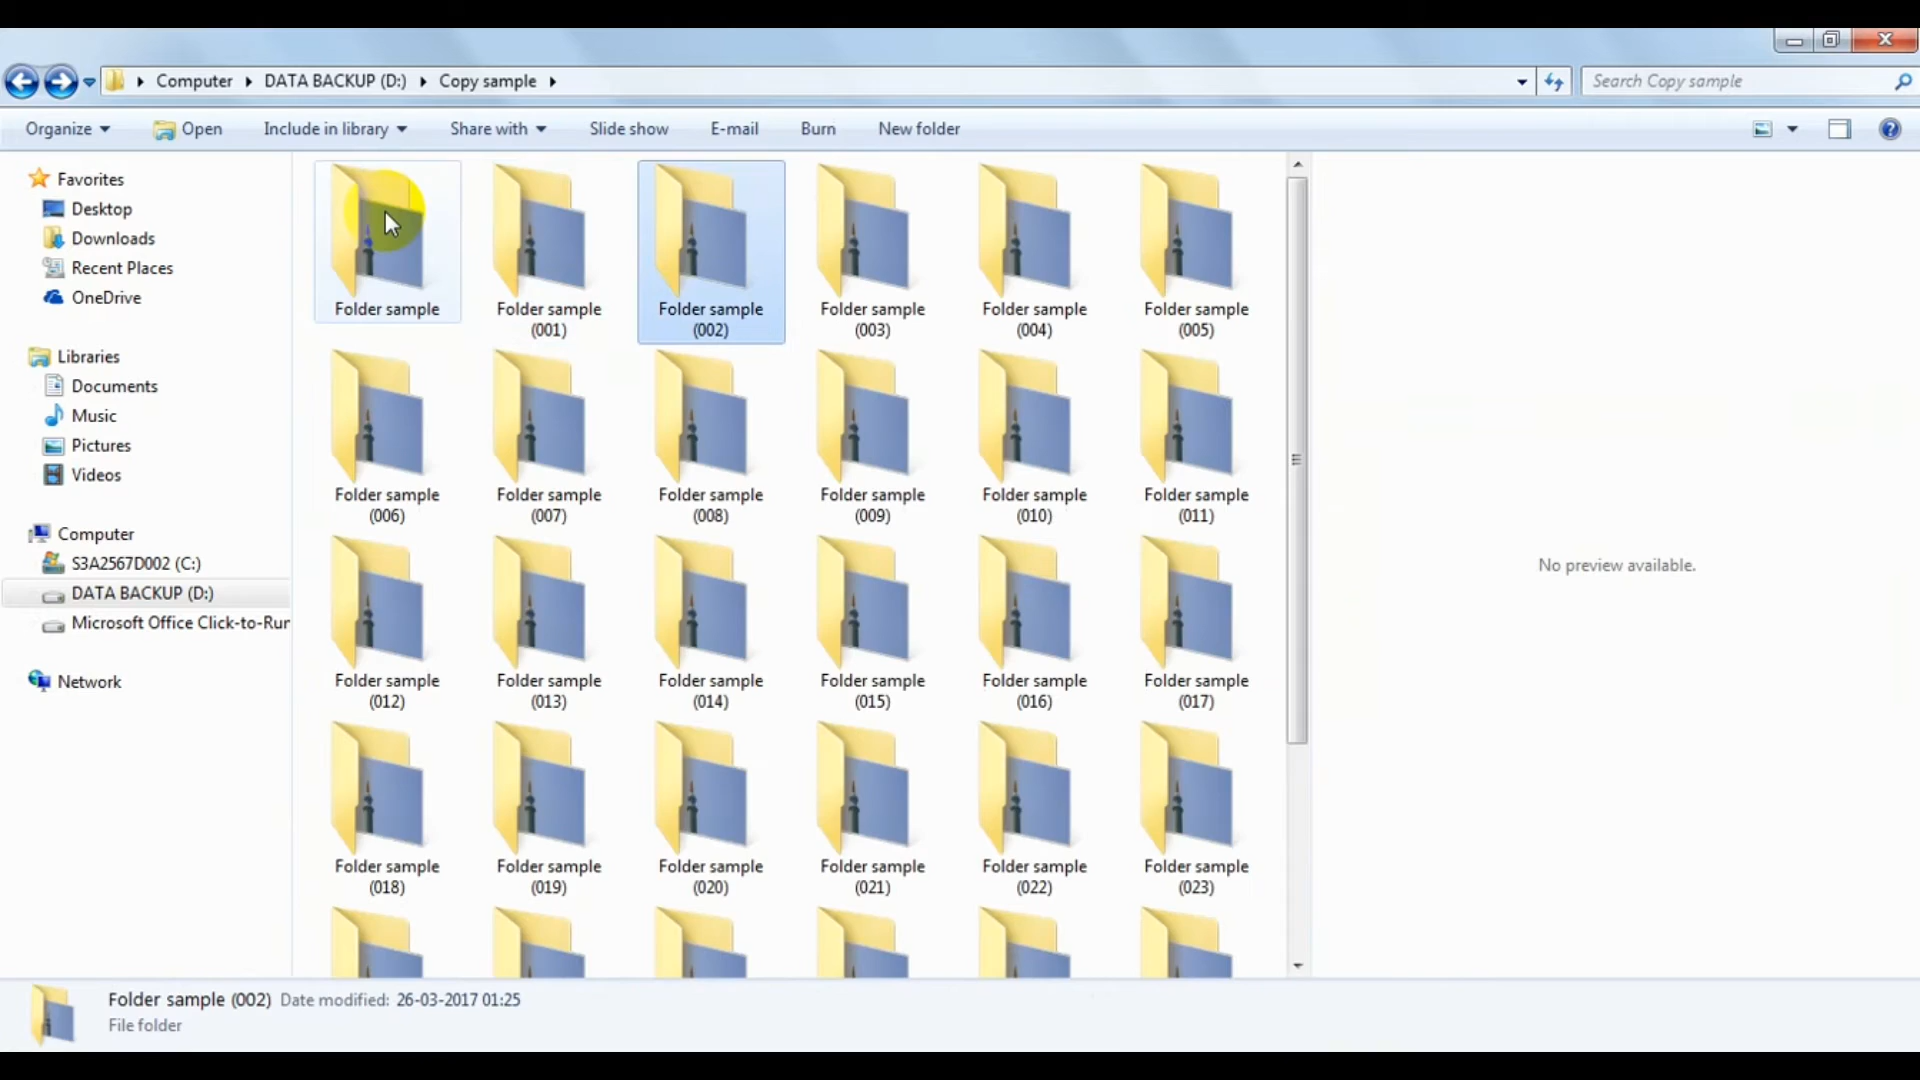 Computer DATA BACKUP (D:) Copy sample
Search Copy sample
Organize Open Include in library Share with Slide show E-mail Burn New folder
Favorites
Desktop
Downloads
Recent Places
OneDrive
Libraries
Documents
Music
Pictures
Videos
Computer
S3A2567D002 (C:)
DATA BACKUP (D:)
Microsoft Office Click-to-Run
Network
Folder sample
Folder sample
(001)
Folder sample
(002)
Folder sample
(003)
Folder sample
(004)
Folder sample
(005)
Folder sample
(006)
Folder sample
(007)
Folder sample
(008)
Folder sample
(009)
Folder sample
(010)
Folder sample
(011)
Folder sample
(012)
Folder sample
(013)
Folder sample
(014)
Folder sample
(015)
Folder sample
(016)
Folder sample
(017)
Folder sample
(018)
Folder sample
(019)
Folder sample
(020)
Folder sample
(021)
Folder sample
(022)
Folder sample
(023)
No preview available.
Folder sample (002) Date modified: 26-03-2017 01:25
File folder